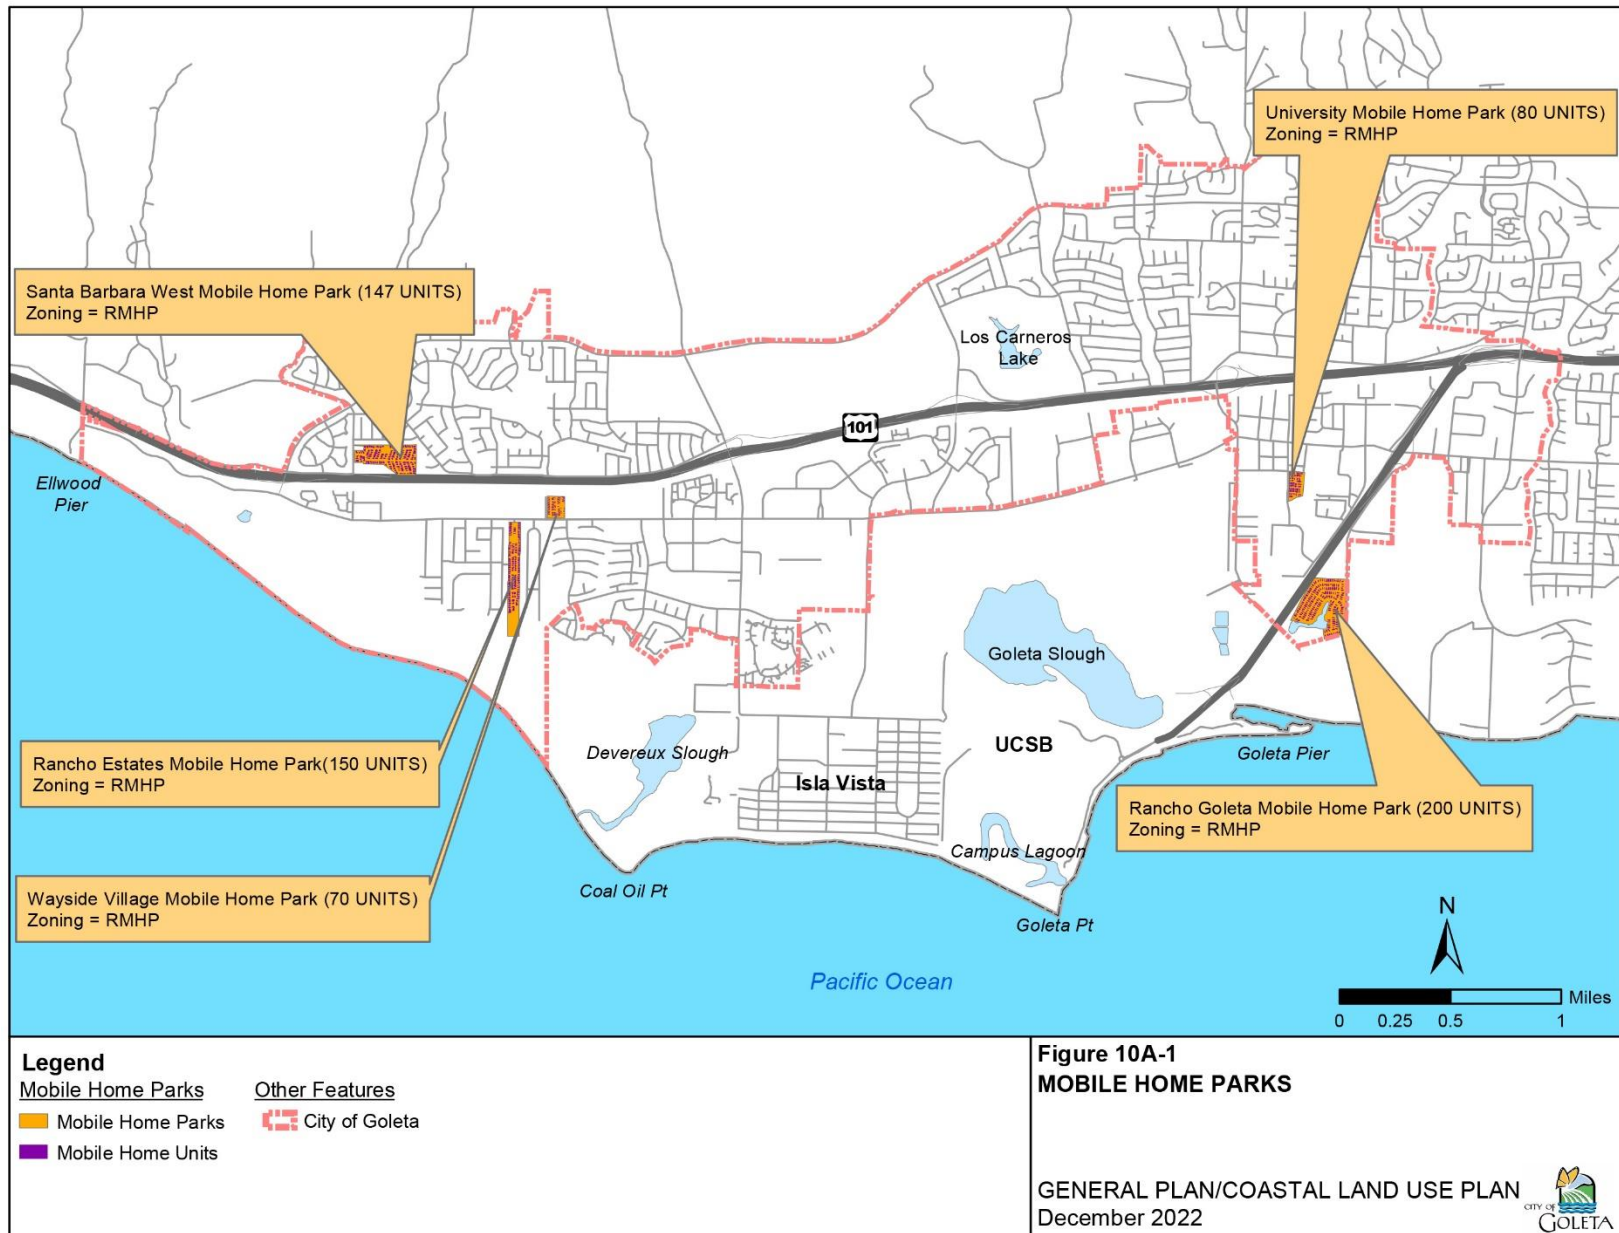 University Mobile Home Park (80 UNITS)
Zoning = RMHP
Santa Barbara West Mobile Home Park (147 UNITS)
Zoning = RMHP
Los Carneros
Lake
101
Ellwood
Pier
Goleta Slough
Devereux Slough
UCSB
Goleta Pier
Isla Vista
Rancho Estates Mobile Home Park(150 UNITS)
Zoning = RMHP
Rancho Goleta Mobile Home Park (200 UNITS)
Zoning = RMHP
Campus Lagoon
Coal Oil Pt
Wayside Village Mobile Home Park (70 UNITS)
Zoning = RMHP
Goleta Pt
N
Pacific Ocean
Miles
0 0.25 0.5 1
Legend
Mobile Home Parks
Mobile Home Parks
Mobile Home Units
Other Features
City of Goleta
Figure 10A-1
MOBILE HOME PARKS
GENERAL PLAN/COASTAL LAND USE PLAN
December 2022
CITY OF
GOLETA